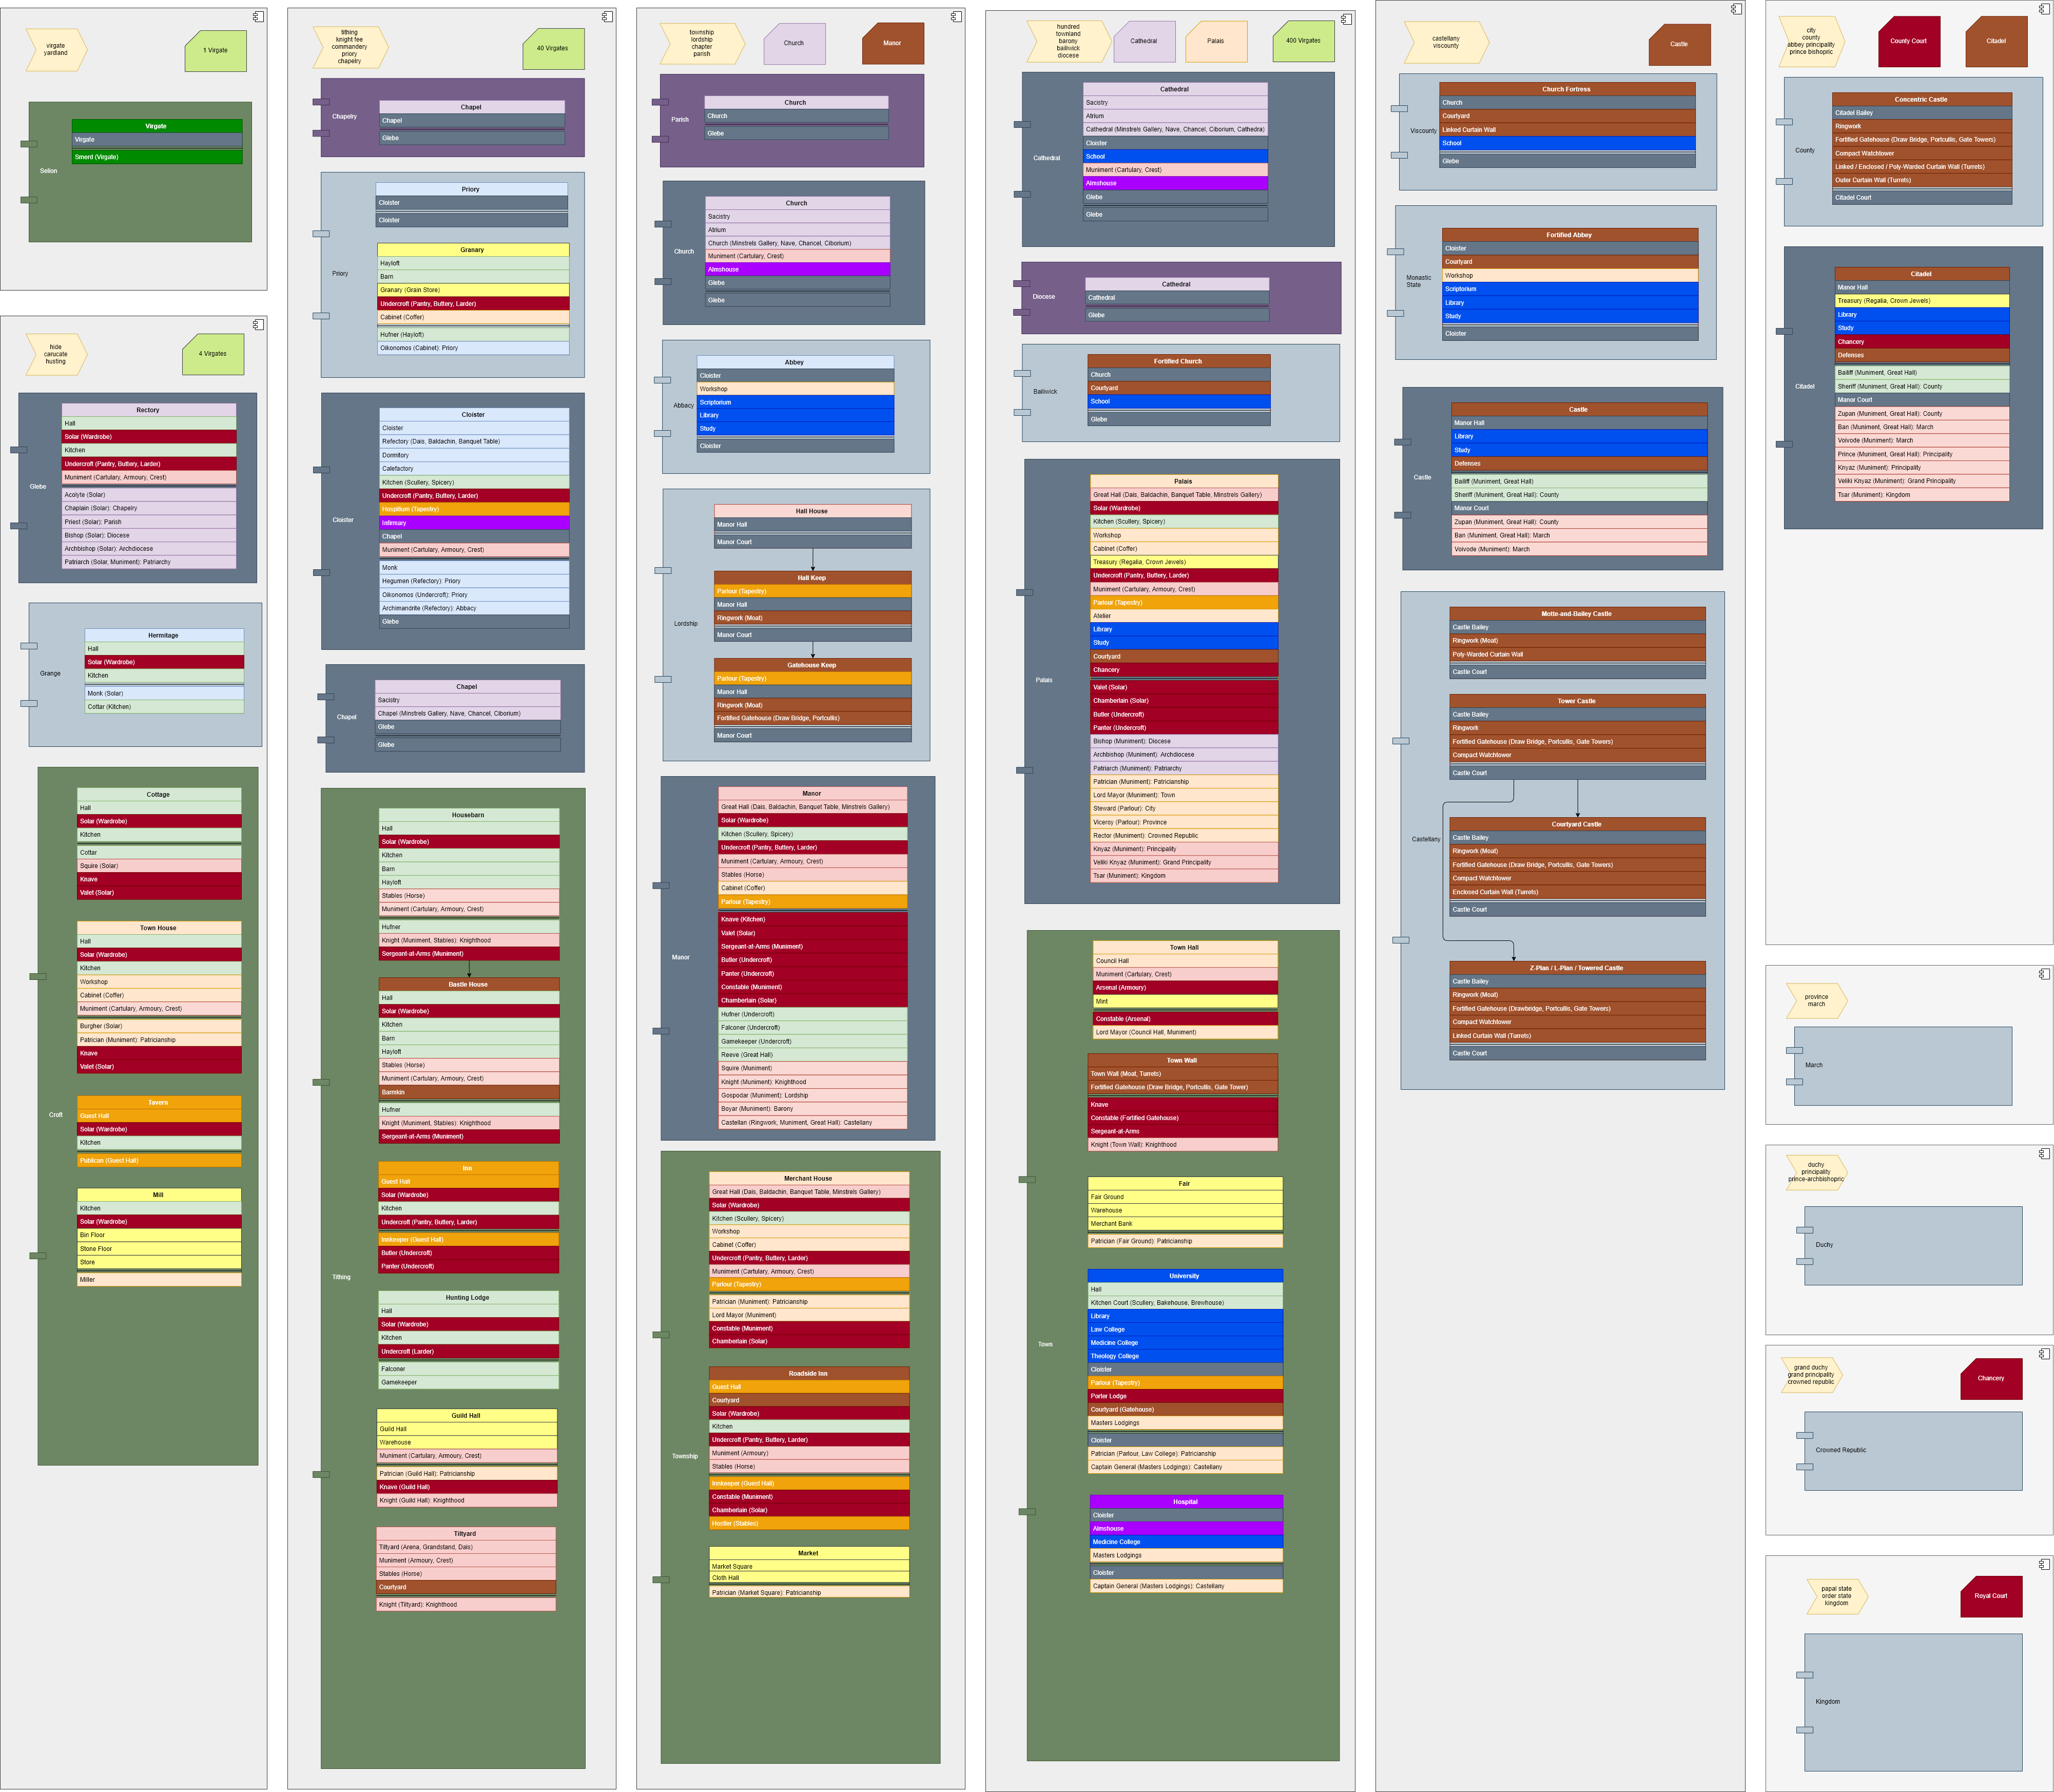 virgate
yardland
1 Virgate
Selion
Virgate
Virgate
Smerd (Virgate)
hide
carucate
husting
4 Virgates
Glebe
Rectory
Hall
Solar (Wardrobe)
Kitchen
Undercroft (Pantry, Buttery, Larder)
Muniment (Cartulary, Armoury, Crest)
Acolyte (Solar)
Chaplain (Solar): Chapelry
Priest (Solar): Parish
Bishop (Solar): Diocese
Archbishop (Solar): Archdiocese
Patriarch (Solar, Muniment): Patriarchy
Grange
Hermitage
Hall
Solar (Wardrobe)
Kitchen
Monk (Solar)
Cottar (Kitchen)
Croft
Cottage
Hall
Solar (Wardrobe)
Kitchen
Cottar
Squire (Solar)
Knave
Valet (Solar)
Town House
Hall
Solar (Wardrobe)
Kitchen
Workshop
Cabinet (Coffer)
Muniment (Cartulary, Armoury, Crest)
Burgher (Solar)
Patrician (Muniment): Patricianship
Knave
Valet (Solar)
Tavern
Guest Hall
Solar (Wardrobe)
Kitchen
Publican (Guest Hall)
Mill
Kitchen
Solar (Wardrobe)
Bin Floor
Stone Floor
Store
Miller
tithing
knight fee
commandery
priory
chapelry
40 Virgates
Chapelry
Chapel
Chapel
Glebe
Priory
Priory
Cloister
Cloister
Granary
Hayloft
Barn
Granary (Grain Store)
Undercroft (Pantry, Buttery, Larder)
Cabinet (Coffer)
Hufner (Hayloft)
Oikonomos (Cabinet): Priory
Cloister
Cloister
Cloister
Refectory (Dais, Baldachin, Banquet Table)
Dormitory
Calefactory
Kitchen (Scullery, Spicery)
Undercroft (Pantry, Buttery, Larder)
Hospitium (Tapestry)
Infirmary
Chapel
Muniment (Cartulary, Armoury, Crest)
Monk
Hegumen (Refectory): Priory
Oikonomos (Undercroft): Priory
Archimandrite (Refectory): Abbacy
Glebe
Chapel
Chapel
Sacistry
Chapel (Minstrels Gallery, Nave, Chancel, Ciborium)
Glebe
Glebe
Tithing
Housebarn
Hall
Solar (Wardrobe)
Kitchen
Barn
Hayloft
Stables (Horse)
Muniment (Cartulary, Armoury, Crest)
Hufner
Knight (Muniment, Stables): Knighthood
Sergeant-at-Arms (Muniment)
Bastle House
Hall
Solar (Wardrobe)
Kitchen
Barn
Hayloft
Stables (Horse)
Muniment (Cartulary, Armoury, Crest)
Barmkin
Hufner
Knight (Muniment, Stables): Knighthood
Sergeant-at-Arms (Muniment)
Inn
Guest Hall
Solar (Wardrobe)
Kitchen
Undercroft (Pantry, Buttery, Larder)
Innkeeper (Guest Hall)
Butler (Undercroft)
Panter (Undercroft)
Hunting Lodge
Hall
Solar (Wardrobe)
Kitchen
Undercroft (Larder)
Falconer
Gamekeeper
Guild Hall
Guild Hall
Warehouse
Muniment (Cartulary, Armoury, Crest)
Patrician (Guild Hall): Patricianship
Knave (Guild Hall)
Knight (Guild Hall): Knighthood
Tiltyard
Tiltyard (Arena, Grandstand, Dais)
Muniment (Armoury, Crest)
Stables (Horse)
Courtyard
Knight (Tiltyard): Knighthood
township
lordship
chapter
parish
Church
Manor
Parish
Church
Church
Glebe
Church
Church
Sacistry
Atrium
Church (Minstrels Gallery, Nave, Chancel, Ciborium)
Muniment (Cartulary, Crest)
Almshouse
Glebe
Glebe
Abbacy
Abbey
Cloister
Workshop
Scriptorium
Library
Study
Cloister
Lordship
Hall House
Manor Hall
Manor Court
Hall Keep
Parlour (Tapestry)
Manor Hall
Ringwork (Moat)
Manor Court
Gatehouse Keep
Parlour (Tapestry)
Manor Hall
Ringwork (Moat)
Fortified Gatehouse (Draw Bridge, Portcullis)
Manor Court
Manor
Manor
Great Hall (Dais, Baldachin, Banquet Table, Minstrels Gallery)
Solar (Wardrobe)
Kitchen (Scullery, Spicery)
Undercroft (Pantry, Buttery, Larder)
Muniment (Cartulary, Armoury, Crest)
Stables (Horse)
Cabinet (Coffer)
Parlour (Tapestry)
Knave (Kitchen)
Valet (Solar)
Sergeant-at-Arms (Muniment)
Butler (Undercroft)
Panter (Undercroft)
Constable (Muniment)
Chamberlain (Solar)
Hufner (Undercroft)
Falconer (Undercroft)
Gamekeeper (Undercroft)
Reeve (Great Hall)
Squire (Muniment)
Knight (Muniment): Knighthood
Gospodar (Muniment): Lordship
Boyar (Muniment): Barony
Castellan (Ringwork, Muniment, Great Hall): Castellany
Township
Merchant House
Great Hall (Dais, Baldachin, Banquet Table, Minstrels Gallery)
Solar (Wardrobe)
Kitchen (Scullery, Spicery)
Workshop
Cabinet (Coffer)
Undercroft (Pantry, Buttery, Larder)
Muniment (Cartulary, Armoury, Crest)
Parlour (Tapestry)
Patrician (Muniment): Patricianship
Lord Mayor (Muniment)
Constable (Muniment)
Chamberlain (Solar)
Roadside Inn
Guest Hall
Courtyard
Solar (Wardrobe)
Kitchen
Undercroft (Pantry, Buttery, Larder)
Muniment (Armoury)
Stables (Horse)
Innkeeper (Guest Hall)
Constable (Muniment)
Chamberlain (Solar)
Hostler (Stables)
Market
Market Square
Cloth Hall
Patrician (Market Square): Patricianship
hundred
townland
barony
bailiwick
diocese
Cathedral
Palais
400 Virgates
Cathedral
Cathedral
Sacistry
Atrium
Cathedral (Minstrels Gallery, Nave, Chancel, Ciborium, Cathedra)
Cloister
School
Muniment (Cartulary, Crest)
Almshouse
Glebe
Glebe
Diocese
Cathedral
Cathedral
Glebe
Bailiwick
Fortified Church
Church
Courtyard
School
Glebe
Palais
Palais
Great Hall (Dais, Baldachin, Banquet Table, Minstrels Gallery)
Solar (Wardrobe)
Kitchen (Scullery, Spicery)
Workshop
Cabinet (Coffer)
Treasury (Regalia, Crown Jewels)
Undercroft (Pantry, Buttery, Larder)
Muniment (Cartulary, Armoury, Crest)
Parlour (Tapestry)
Atelier
Library
Study
Courtyard
Chancery
Valet (Solar)
Chamberlain (Solar)
Butler (Undercroft)
Panter (Undercroft)
Bishop (Muniment): Diocese
Archbishop (Muniment): Archdiocese
Patriarch (Muniment): Patriarchy
Patrician (Muniment): Patricianship
Lord Mayor (Muniment): Town
Steward (Parlour): City
Viceroy (Parlour): Province
Rector (Muniment): Crowned Republic
Knyaz (Muniment): Principality
Veliki Knyaz (Muniment): Grand Principality
Tsar (Muniment): Kingdom
Town
Town Hall
Council Hall
Muniment (Cartulary, Crest)
Arsenal (Armoury)
Mint
Constable (Arsenal)
Lord Mayor (Council Hall, Muniment)
Town Wall
Town Wall (Moat, Turrets)
Fortified Gatehouse (Draw Bridge, Portcullis, Gate Tower)
Knave
Constable (Fortified Gatehouse)
Sergeant-at-Arms
Knight (Town Wall): Knighthood
Fair
Fair Ground
Warehouse
Merchant Bank
Patrician (Fair Ground): Patricianship
University
Hall
Kitchen Court (Scullery, Bakehouse, Brewhouse)
Library
Law College
Medicine College
Theology College
Cloister
Parlour (Tapestry)
Porter Lodge
Courtyard (Gatehouse)
Masters Lodgings
Cloister
Patrician (Parlour, Law College): Patricianship
Captain General (Masters Lodgings): Castellany
Hospital
Cloister
Almshouse
Medicine College
Masters Lodgings
Cloister
Captain General (Masters Lodgings): Castellany
castellany
viscounty
Castle
Viscounty
Church Fortress
Church
Courtyard
Linked Curtain Wall
School
Glebe
Monastic
State
Fortified Abbey
Cloister
Courtyard
Workshop
Scriptorium
Library
Study
Cloister
Castle
Castle
Manor Hall
Library
Study
Defenses
Bailiff (Muniment, Great Hall)
Sheriff (Muniment, Great Hall): County
Manor Court
Zupan (Muniment, Great Hall): County
Ban (Muniment, Great Hall): March
Voivode (Muniment): March
Castellany
Motte-and-Bailey Castle
Castle Bailey
Ringwork (Moat)
Poly-Warded Curtain Wall
Castle Court
Tower Castle
Castle Bailey
Ringwork
Fortified Gatehouse (Draw Bridge, Portcullis, Gate Towers)
Compact Watchtower
Castle Court
Courtyard Castle
Castle Bailey
Ringwork (Moat)
Fortified Gatehouse (Draw Bridge, Portcullis, Gate Towers)
Compact Watchtower
Enclosed Curtain Wall (Turrets)
Castle Court
Z-Plan / L-Plan / Towered Castle
Castle Bailey
Ringwork (Moat)
Fortified Gatehouse (Drawbridge, Portcullis, Gate Towers)
Compact Watchtower
Linked Curtain Wall (Turrets)
Castle Court
city
county
abbey principality
prince bishopric
County Court
Citadel
County
Concentric Castle
Citadel Bailey
Ringwork
Fortified Gatehouse (Draw Bridge, Portcullis, Gate Towers)
Compact Watchtower
Linked / Enclosed / Poly-Warded Curtain Wall (Turrets)
Outer Curtain Wall (Turrets)
Citadel Court
Citadel
Citadel
Manor Hall
Treasury (Regalia, Crown Jewels)
Library
Study
Chancery
Defenses
Bailiff (Muniment, Great Hall)
Sheriff (Muniment, Great Hall): County
Manor Court
Zupan (Muniment, Great Hall): County
Ban (Muniment, Great Hall): March
Voivode (Muniment): March
Prince (Muniment, Great Hall): Principality
Knyaz (Muniment): Principality
Veliki Knyaz (Muniment): Grand Principality
Tsar (Muniment): Kingdom
province
march
March
duchy
principality
prince-archbishopric
Duchy
grand duchy
grand principality
crowned republic
Chancery
Crowned Republic
papal state
order state
kingdom
Royal Court
Kingdom